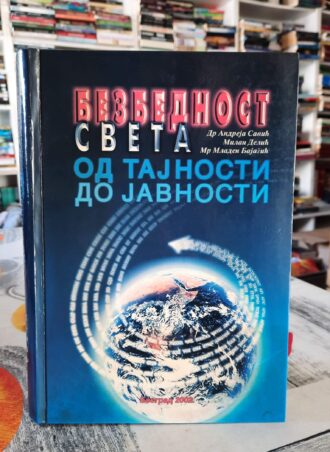 БЕЗБЕДНОСТ
СВЕТА
Др Андреја Савић
Милан Делић
Мр Младен Бајагић
ОД ТАЈНОСТИ
ДО ЈАВНОСТИ
Београд 2002.